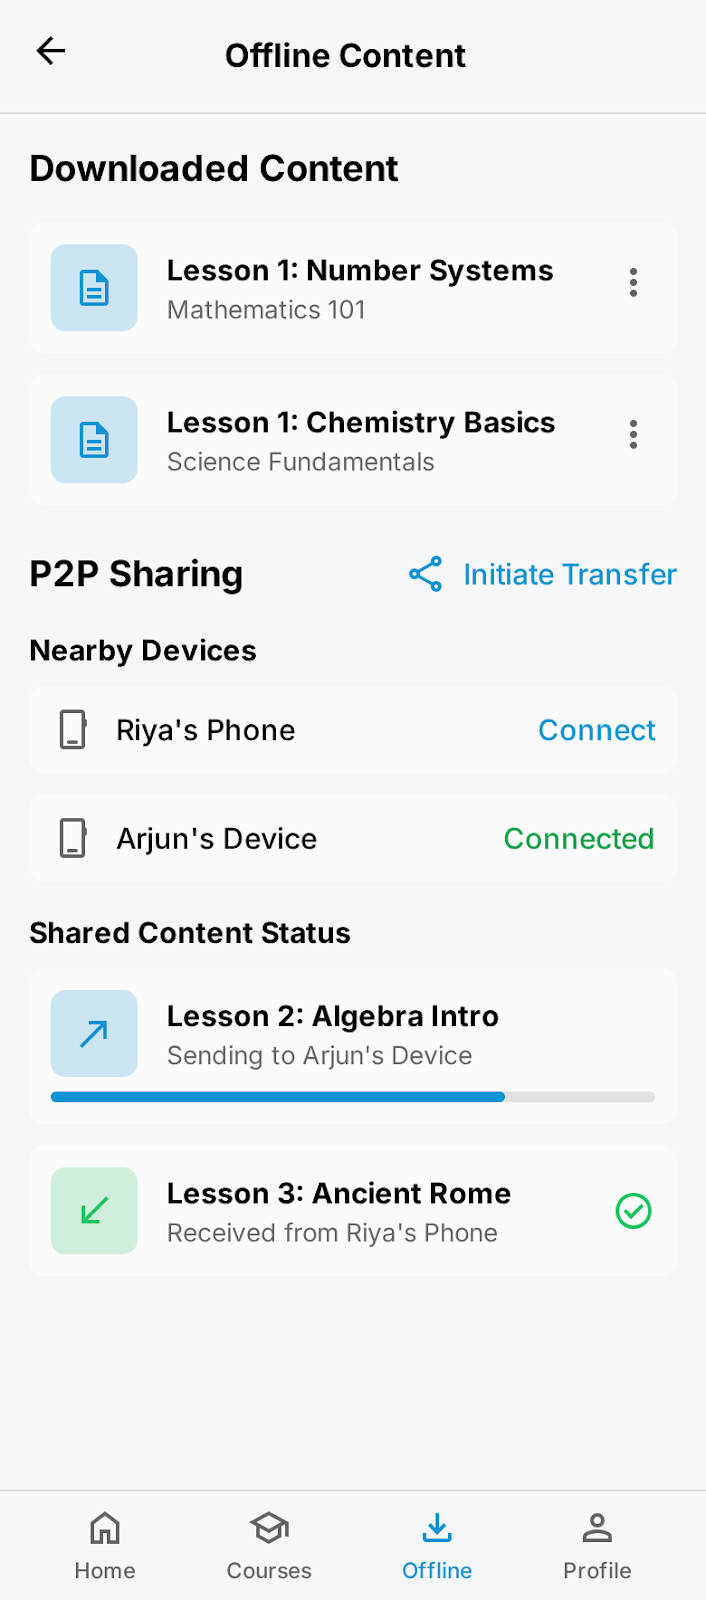 Offline Content
Downloaded Content
Lesson 1: Number Systems
Mathematics 101
Lesson 1: Chemistry Basics
Science Fundamentals
P2P Sharing
Initiate Transfer
Nearby Devices
Riya's Phone
Connect
Arjun's Device
Connected
Shared Content Status
Lesson 2: Algebra Intro
Sending to Arjun's Device
Lesson 3: Ancient Rome
Received from Riya's Phone
Home
Courses
Offline
Profile